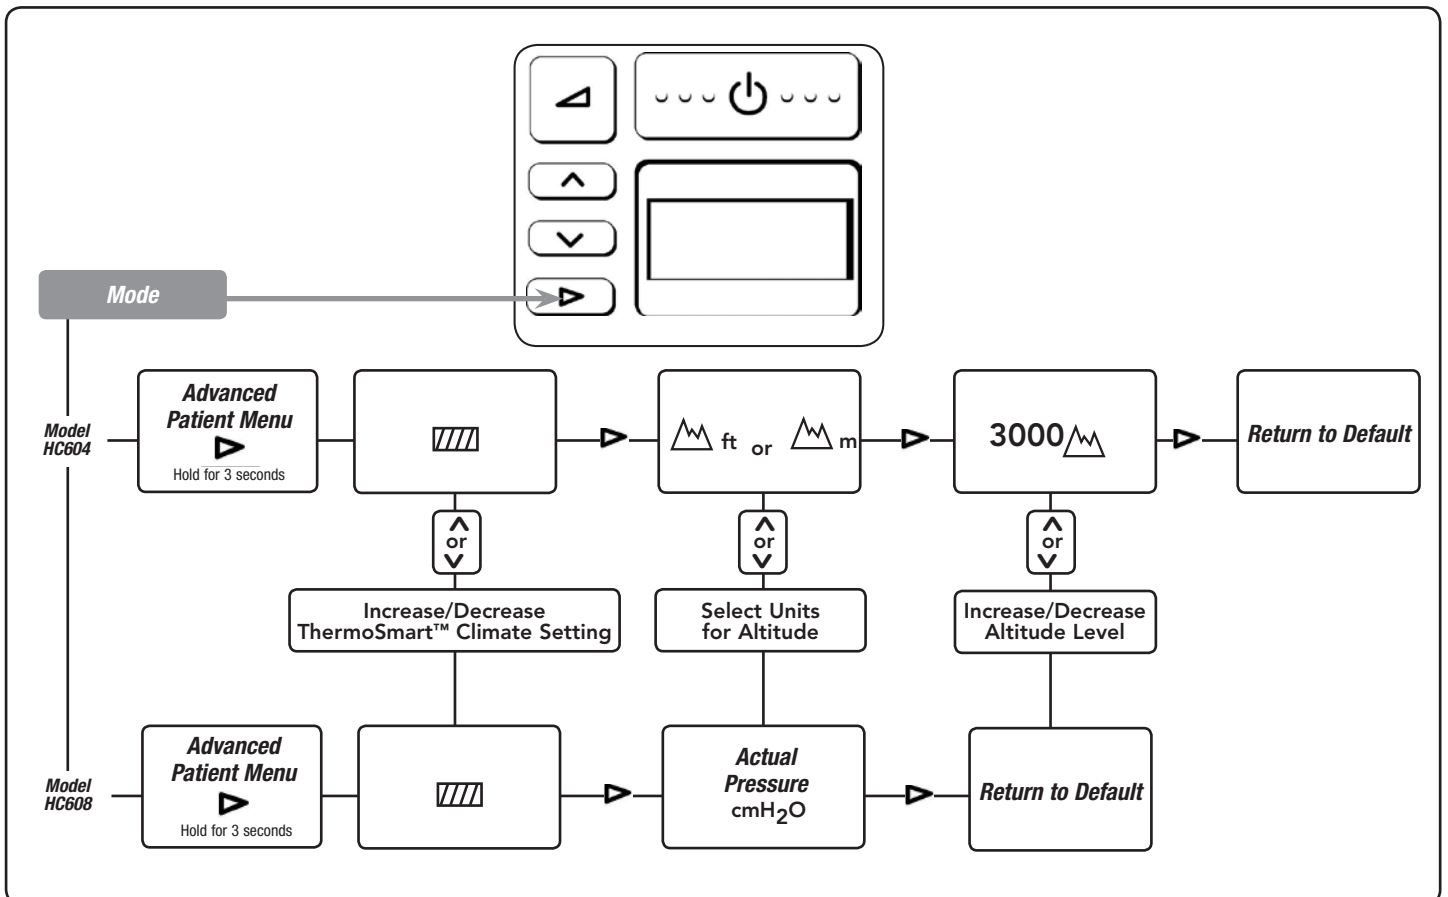 Mode
Model
HC604
Advanced
Patient Menu
Hold for 3 seconds
ft or m
3000
Return to Default
or
or
or
Increase/Decrease
ThermoSmart™ Climate Setting
Select Units
for Altitude
Increase/Decrease
Altitude Level
Model
HC608
Advanced
Patient Menu
Hold for 3 seconds
Actual
Pressure
cmH2O
Return to Default